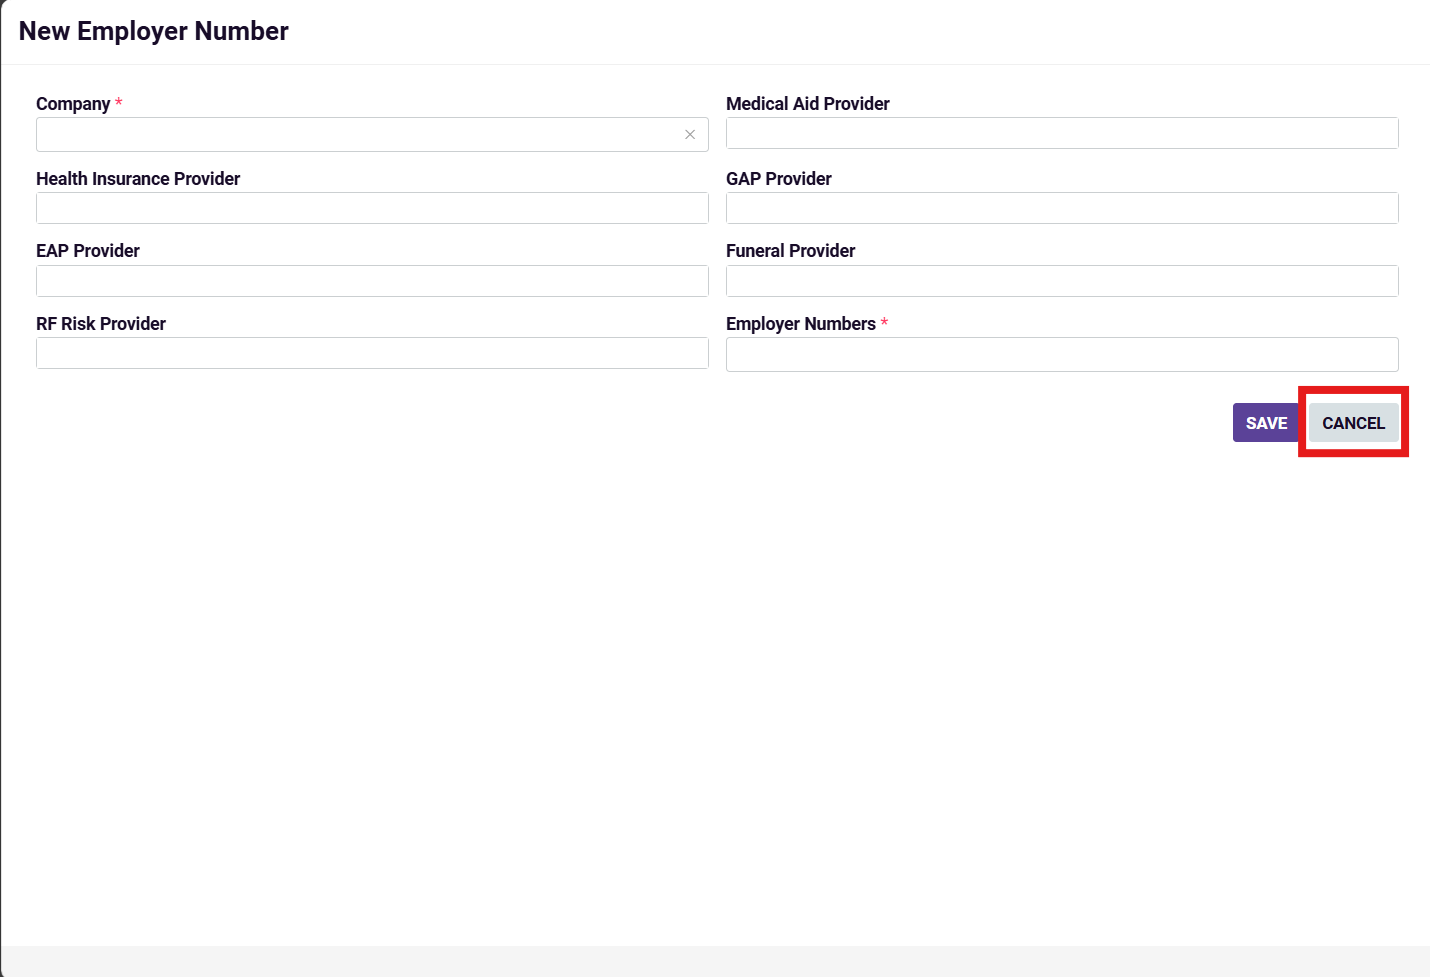 New Employer Number
Company *
Medical Aid Provider
Health Insurance Provider
GAP Provider
EAP Provider
Funeral Provider
RF Risk Provider
Employer Numbers *
SAVE
CANCEL